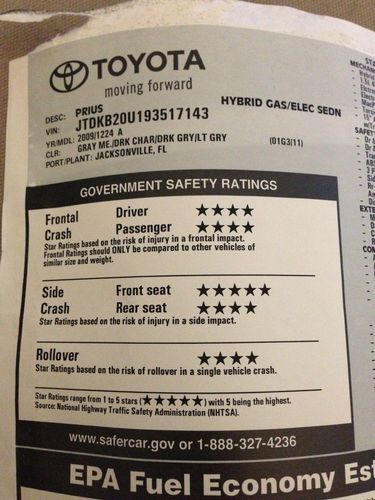 TOYOTA
moving forward
DESC: PRIUS HYBRID GAS/ELEC SEDN
VIN: JTDKB20U193517143
YR/MDL: 2009/1224 A
CLR: GRAY ME./DRK CHAR/DRK GRY/LT GRY (01G3/11)
PORT/PLANT: JACKSONVILLE, FL
GOVERNMENT SAFETY RATINGS
Frontal Driver ★★★★
Crash Passenger ★★★★
Star Ratings based on the risk of injury in a frontal impact.
Frontal Ratings should ONLY be compared to other vehicles of
similar size and weight.
Side Front seat ★★★★★
Crash Rear seat ★★★★
Star Ratings based on the risk of injury in a side impact.
Rollover ★★★★
Star Ratings based on the risk of rollover in a single vehicle crash.
Star Ratings range from 1 to 5 stars (★★★★★) with 5 being the highest.
Source: National Highway Traffic Safety Administration (NHTSA).
www.safercar.gov or 1-888-327-4236
EPA Fuel Economy Est